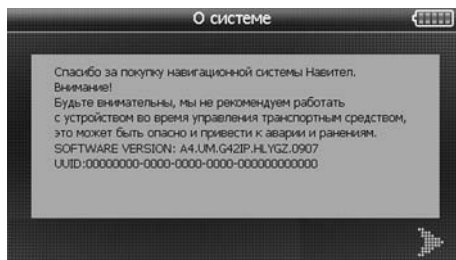 О системе
Спасибо за покупку навигационной системы Навител.
Внимание!
Будьте внимательны, мы не рекомендуем работать
с устройством во время управления транспортным средством,
это может быть опасно и привести к аварии и ранениям.
SOFTWARE VERSION: A4.UM.G42IP.HLYGZ.0907
UUID:00000000-0000-0000-0000-000000000000